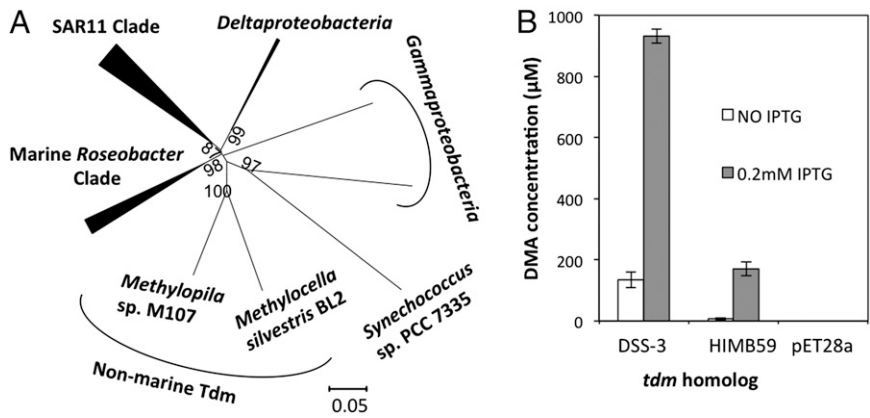 A
SAR11 Clade
Deltaproteobacteria
Gammaproteobacteria
Marine Roseobacter
Clade
81
99
98
97
100
Methylopila
sp. M107
Methylocella
silvestris BL2
Synechococcus
sp. PCC 7335
Non-marine Tdm
0.05
B
DMA concentrtation (µM)
1000
800
600
400
200
0
NO IPTG
0.2mM IPTG
DSS-3
HIMB59
pET28a
tdm homolog